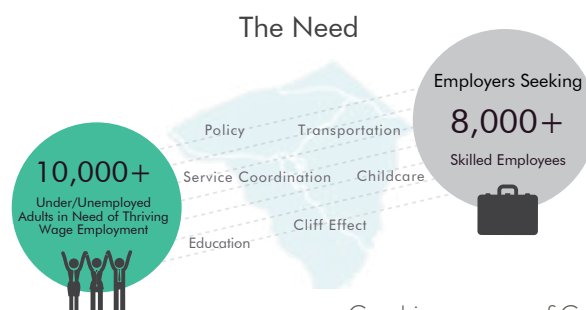 The Need
Employers Seeking
8,000+
Skilled Employees
Policy
Transportation
10,000+
Under/Unemployed
Adults in Need of Thriving
Wage Employment
Service Coordination
Childcare
Cliff Effect
Education